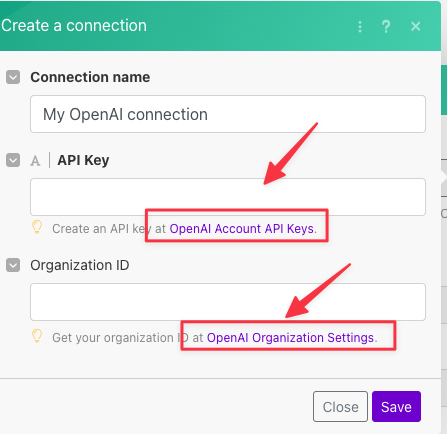 Create a connection
Connection name
My OpenAI connection
A API Key
Create an API key at OpenAI Account API Keys.
Organization ID
Get your organization ID at OpenAI Organization Settings.
Close Save